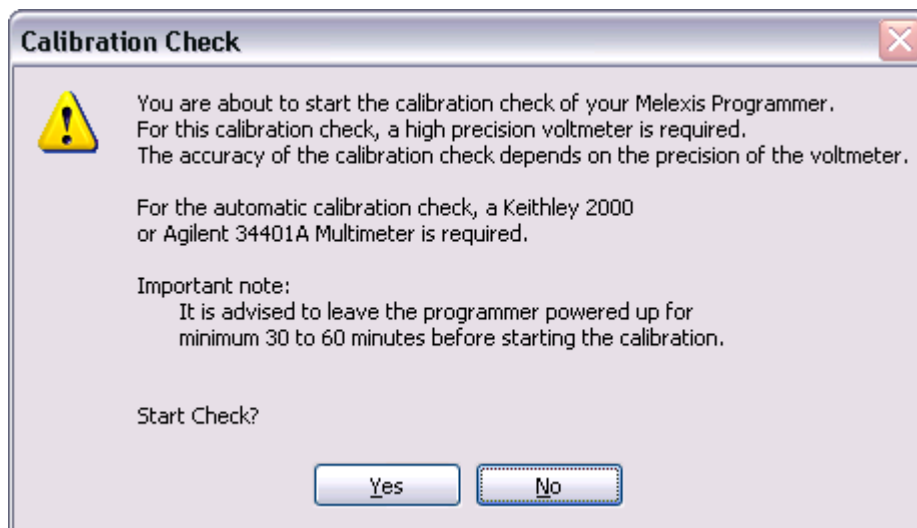 Calibration Check
You are about to start the calibration check of your Melexis Programmer.
For this calibration check, a high precision voltmeter is required.
The accuracy of the calibration check depends on the precision of the voltmeter.
For the automatic calibration check, a Keithley 2000
or Agilent 34401A Multimeter is required.
Important note:
It is advised to leave the programmer powered up for
minimum 30 to 60 minutes before starting the calibration.
Start Check?
Yes
No